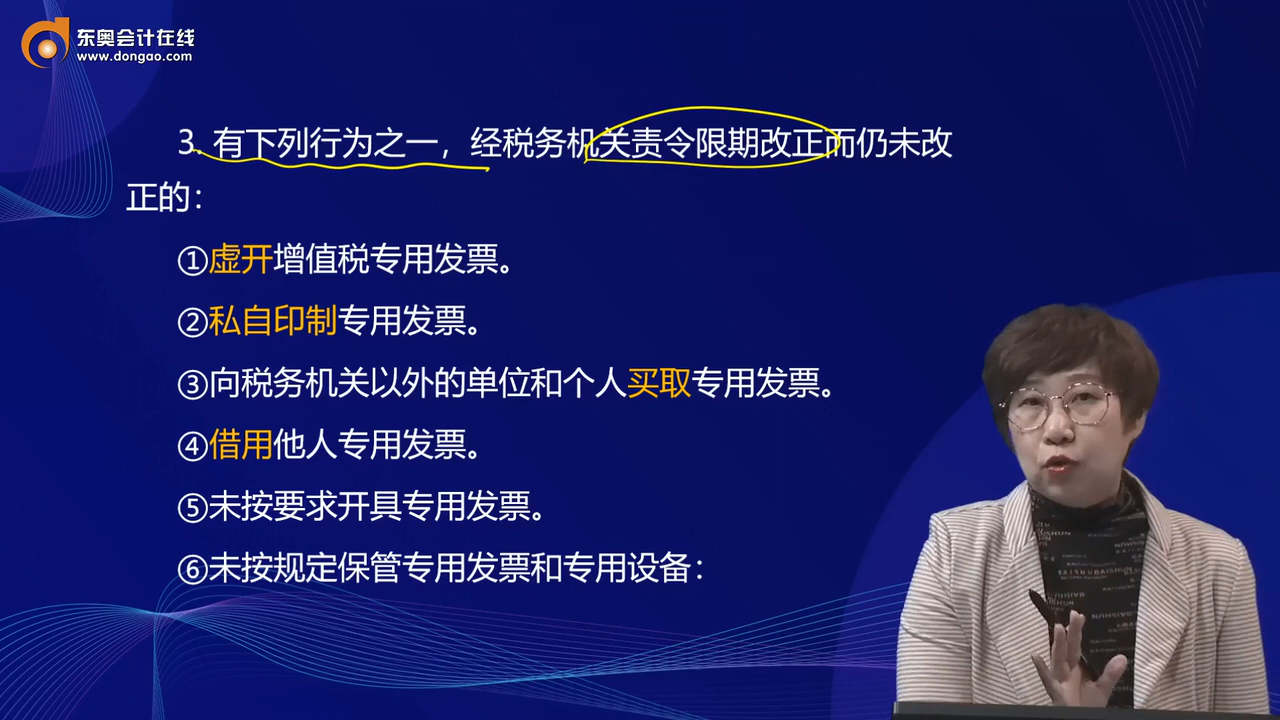 东奥会计在线
www.dongao.com
3. 有下列行为之一，经税务机关责令限期改正而仍未改
正的：
①虚开增值税专用发票。
②私自印制专用发票。
③向税务机关以外的单位和个人买取专用发票。
④借用他人专用发票。
⑤未按要求开具专用发票。
⑥未按规定保管专用发票和专用设备：